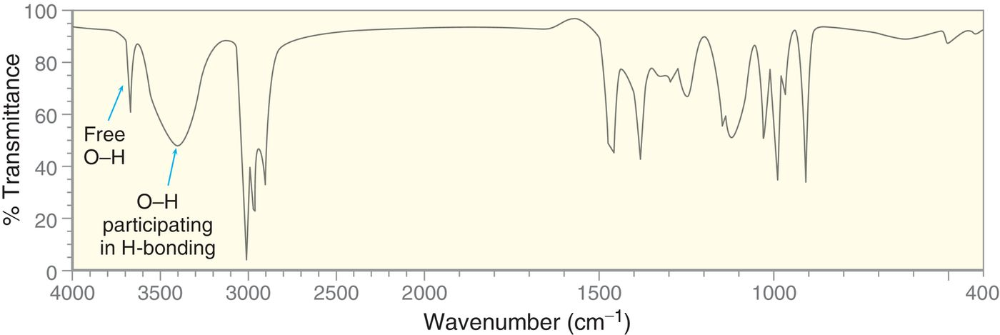 100
80
60
40
20
0
% Transmittance
Free
O–H
O–H
participating
in H-bonding
4000 3500 3000 2500 2000 1500 1000 400
Wavenumber (cm⁻¹)